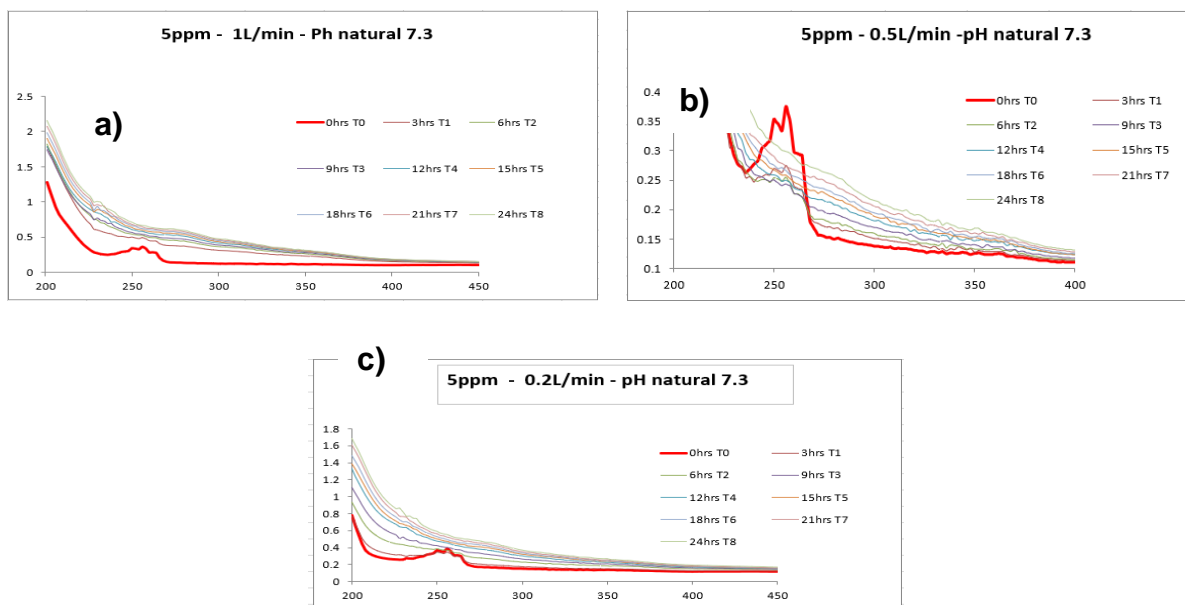 5ppm - 1L/min - Ph natural 7.3
a)
2.5
2
1.5
1
0.5
0
0hrs T0 3hrs T1 6hrs T2
9hrs T3 12hrs T4 15hrs T5
18hrs T6 21hrs T7 24hrs T8
200 250 300 350 400 450
5ppm - 0.5L/min -pH natural 7.3
b)
0.4
0.35
0.3
0.25
0.2
0.15
0.1
0hrs T0 3hrs T1
6hrs T2 9hrs T3
12hrs T4 15hrs T5
18hrs T6 21hrs T7
24hrs T8
200 250 300 350 400
c)
5ppm - 0.2L/min - pH natural 7.3
1.8
1.6
1.4
1.2
1
0.8
0.6
0.4
0.2
0
0hrs T0 3hrs T1
6hrs T2 9hrs T3
12hrs T4 15hrs T5
18hrs T6 21hrs T7
24hrs T8
200 250 300 350 400 450